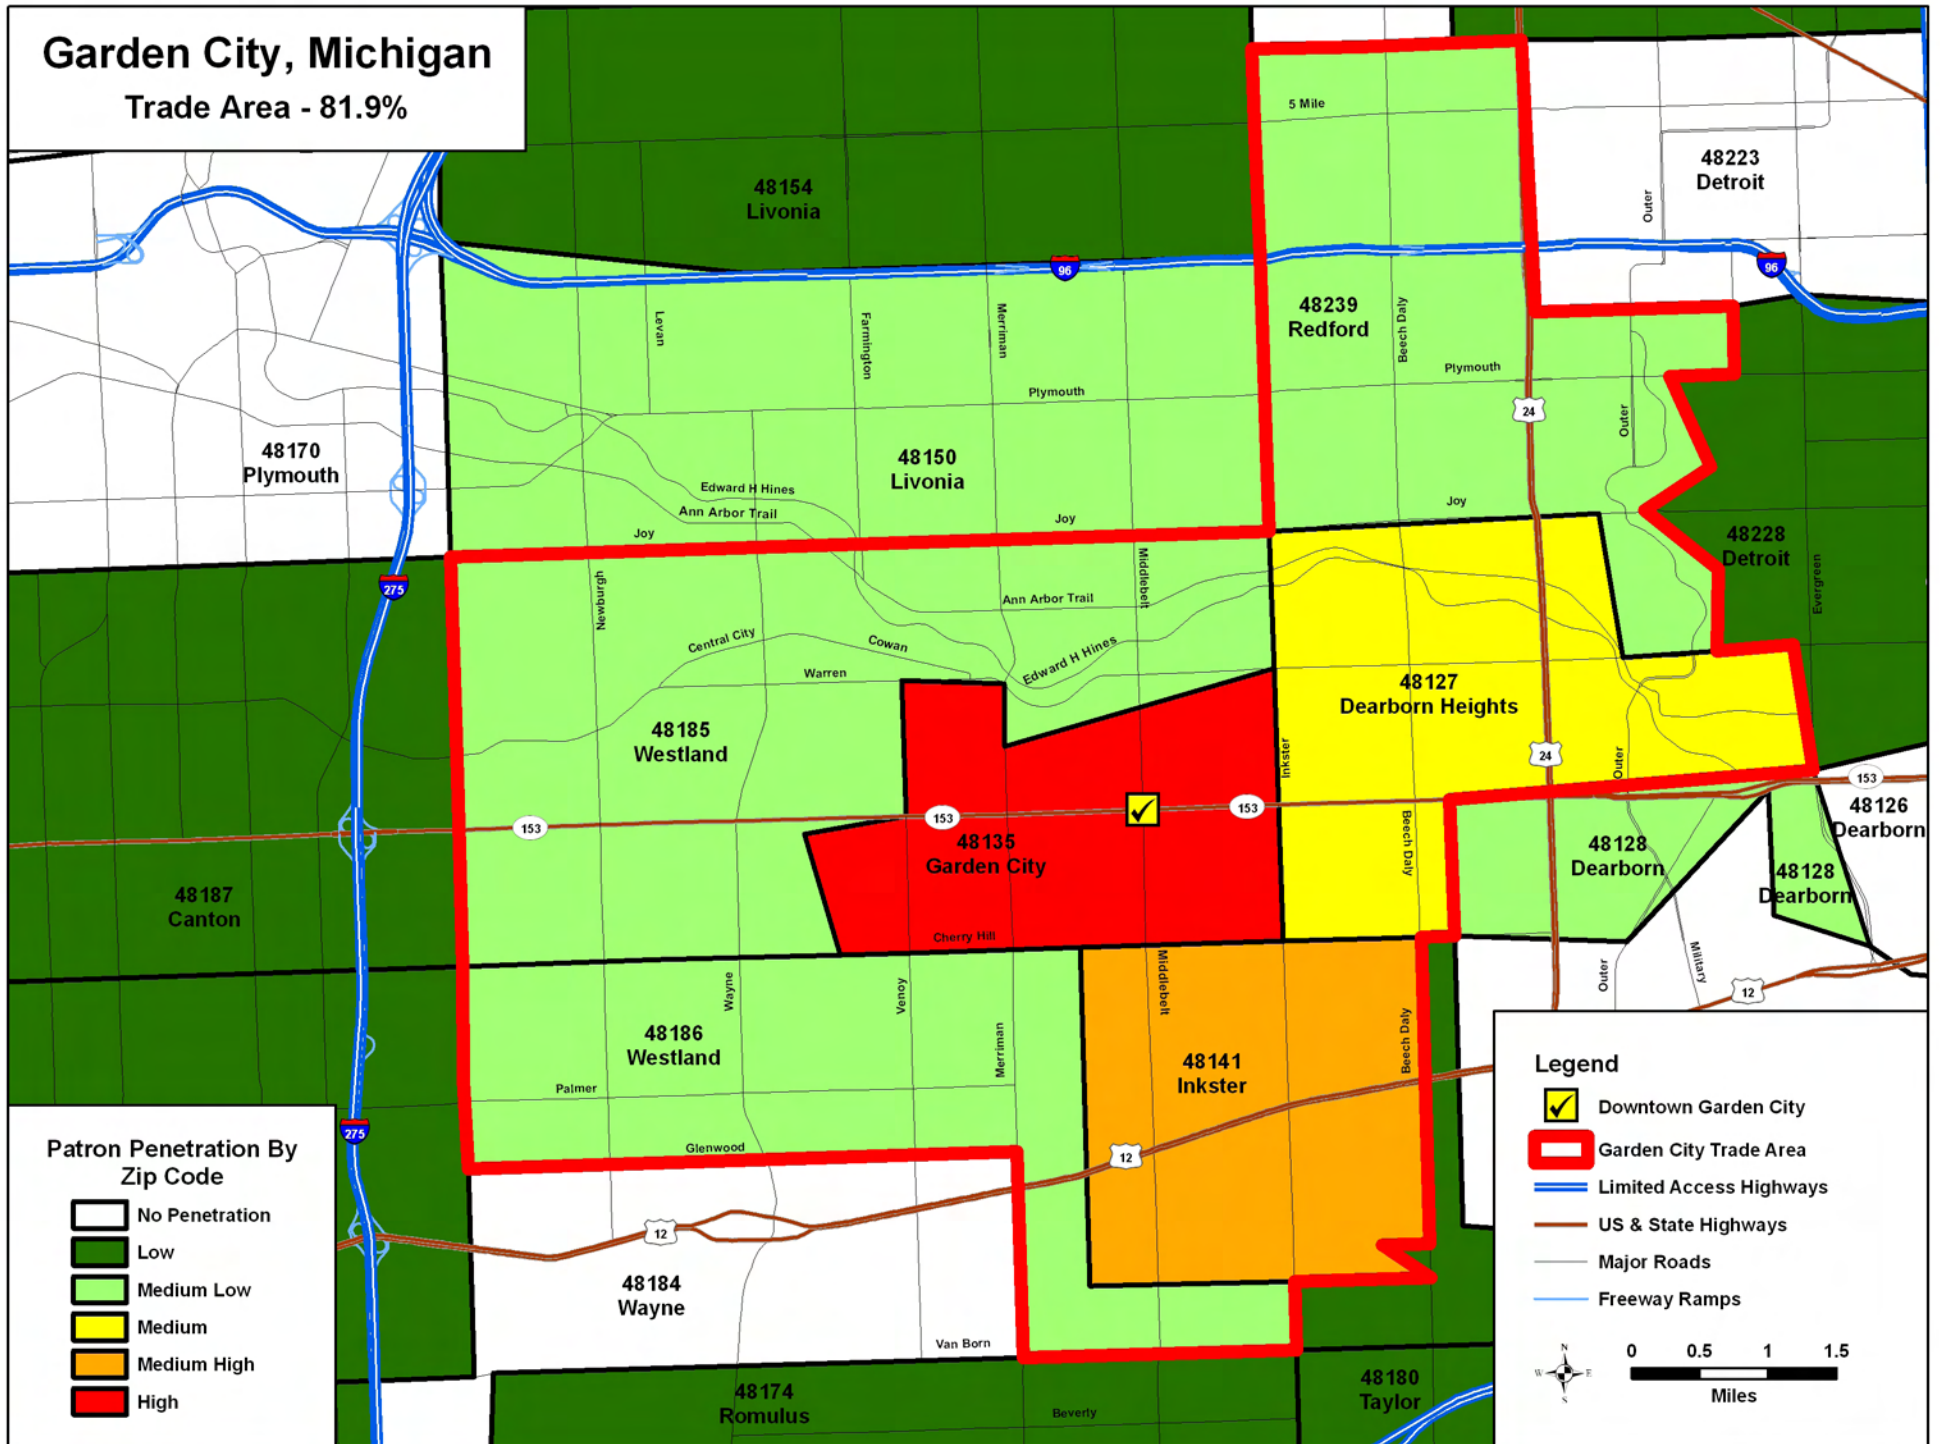 Garden City, Michigan
Trade Area - 81.9%
5 Mile
48223
Detroit
Outer
48154
Livonia
96
96
48239
Redford
Beech Daly
Levan
Farmington
Merriman
Plymouth
Plymouth
24
Outer
48170
Plymouth
48150
Livonia
Edward H Hines
Ann Arbor Trail
Joy
Joy
Joy
48228
Detroit
275
Newburgh
Middlebelt
Evergreen
Ann Arbor Trail
Central City
Cowan
Edward H Hines
Warren
48127
Dearborn Heights
48185
Westland
Inkster
24
Outer
153
153
153
153
48126
Dearborn
48135
Garden City
Beech Daly
48128
Dearborn
48128
Dearborn
48187
Canton
Cherry Hill
Military
Outer
12
Wayne
Venoy
Middlebelt
48186
Westland
Merriman
Beech Daly
48141
Inkster
Palmer
275
Glenwood
12
12
48184
Wayne
Van Born
48174
Romulus
Beverly
48180
Taylor
Patron Penetration By
Zip Code
No Penetration
Low
Medium Low
Medium
Medium High
High
Legend
Downtown Garden City
Garden City Trade Area
Limited Access Highways
US & State Highways
Major Roads
Freeway Ramps
N
W
E
S
0 0.5 1 1.5
Miles